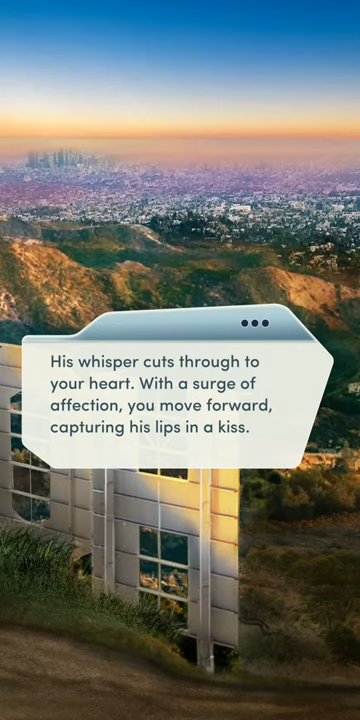 His whisper cuts through to
your heart. With a surge of
affection, you move forward,
capturing his lips in a kiss.